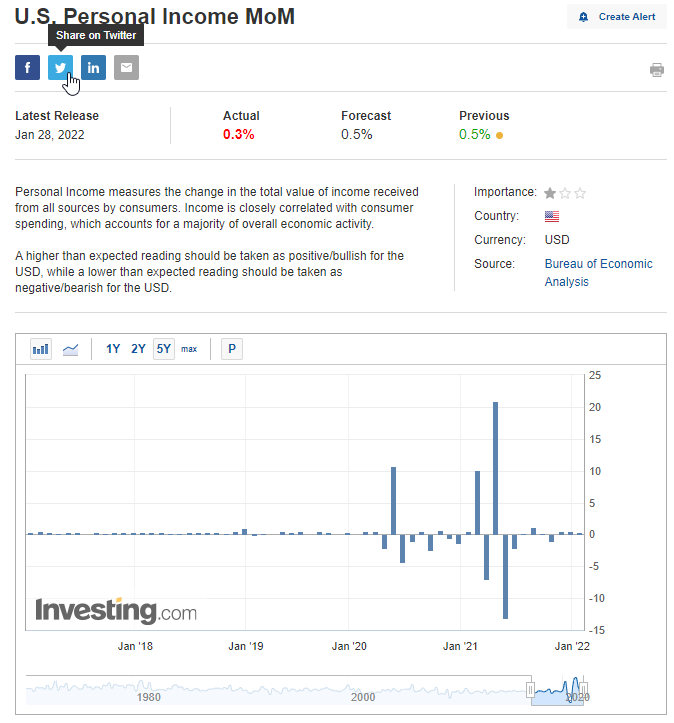 U.S. Personal Income MoM
Create Alert
Share on Twitter
Latest Release
Actual
Forecast
Previous
Jan 28, 2022
0.3%
0.5%
0.5%
Personal Income measures the change in the total value of income received
from all sources by consumers. Income is closely correlated with consumer
spending, which accounts for a majority of overall economic activity.
A higher than expected reading should be taken as positive/bullish for the
USD, while a lower than expected reading should be taken as
negative/bearish for the USD.
Importance:
Country:
Currency: USD
Source: Bureau of Economic
Analysis
1Y 2Y 5Y max P
25
20
15
10
5
0
-5
-10
-15
Investing.com
Jan '18 Jan '19 Jan '20 Jan '21 Jan '22
1980 2000 2020